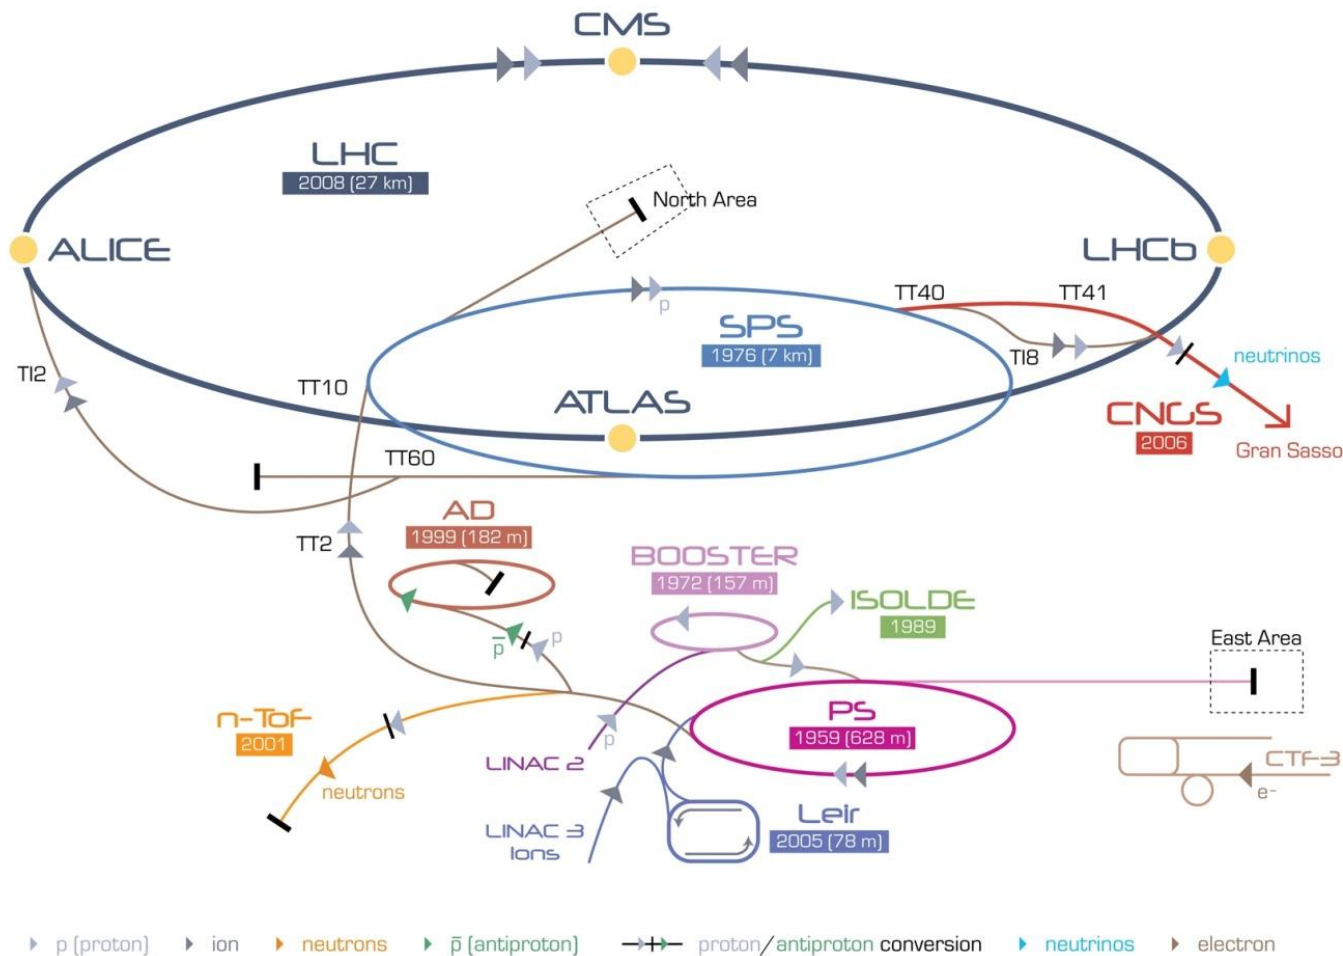 CMS
LHC
2008 (27 km)
North Area
ALICE
LHCb
TT40
TT41
p
SPS
1976 (7 km)
TI8
neutrinos
TI2
TT10
ATLAS
CNGS
2006
Gran Sasso
TT60
AD
1999 (182 m)
TT2
BOOSTER
1972 (157 m)
ISOLDE
1989
p
p̄
East Area
n-ToF
2001
neutrons
LINAC 2
p
PS
1959 (628 m)
CTF-3
e-
LINAC 3
Ions
Leir
2005 (78 m)
p (proton)
ion
neutrons
p̄ (antiproton)
proton/antiproton conversion
neutrinos
electron